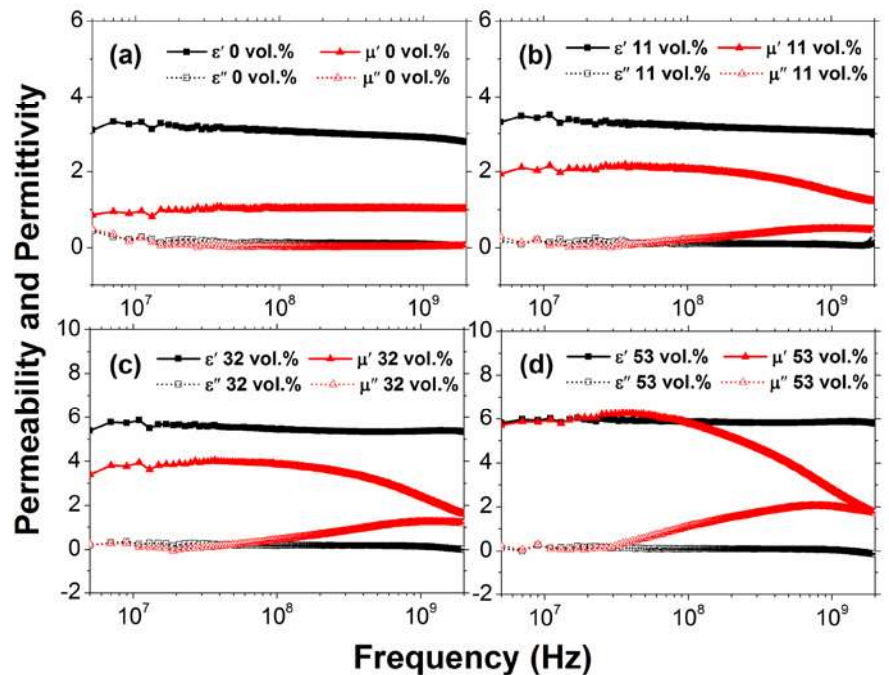 Permeability and Permittivity
6
4
2
0
(a)
ε′ 0 vol.% μ′ 0 vol.%
ε″ 0 vol.% μ″ 0 vol.%
10⁷ 10⁸ 10⁹
6
4
2
0
(b)
ε′ 11 vol.% μ′ 11 vol.%
ε″ 11 vol.% μ″ 11 vol.%
10⁷ 10⁸ 10⁹
10
8
6
4
2
0
-2
(c)
ε′ 32 vol.% μ′ 32 vol.%
ε″ 32 vol.% μ″ 32 vol.%
10⁷ 10⁸ 10⁹
10
8
6
4
2
0
-2
(d)
ε′ 53 vol.% μ′ 53 vol.%
ε″ 53 vol.% μ″ 53 vol.%
10⁷ 10⁸ 10⁹
Frequency (Hz)